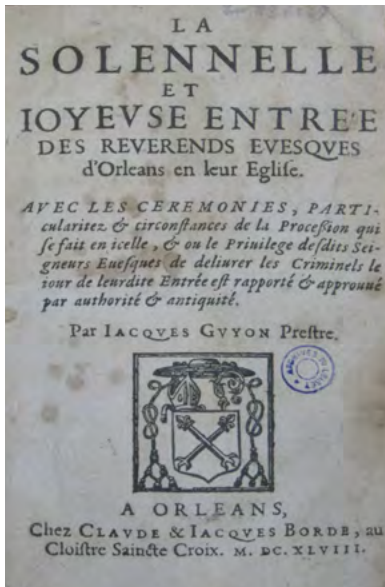 LA
SOLENNELLE
ET
IOYEVSE ENTREE
DES REVERENDS EVESQVES
d'Orleans en leur Egliſe.
AVEC LES CEREMONIES, PARTI-
cularitez & circonſtances de la Proceſſion qui
ſe fait en icelle, & ou le Priuilege deſdits Sei-
gneurs Eueſques de deliurer les Criminels le
iour de leurdite Entrée eſt rapporté & approuué
par authorité & antiquité.
Par IACQVES GVYON Preſtre.
ARCHIVES
A ORLEANS,
Chez CLAVDE & IACQVES BORDE, au
Cloiſtre Saincte Croix. M. DC. XLVIII.